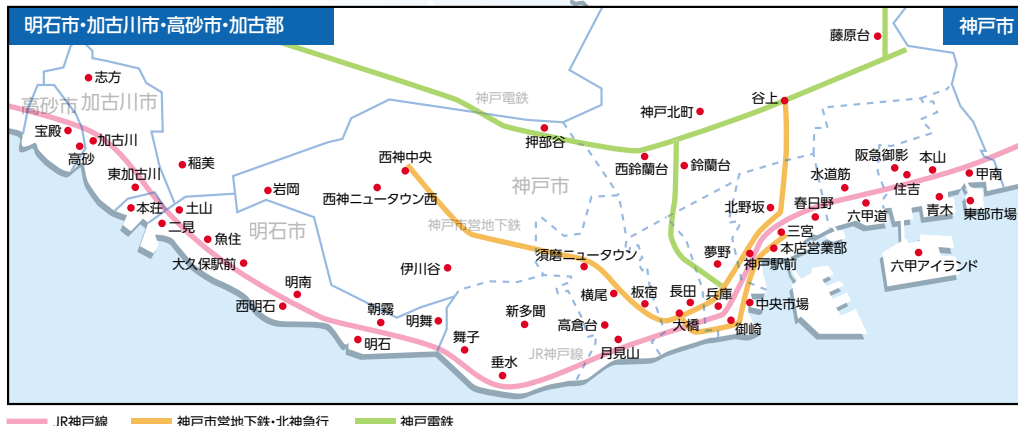 明石市・加古川市・高砂市・加古郡
神戸市
藤原台
志方
高砂市
加古川市
神戸電鉄
谷上
神戸北町
宝殿
加古川
高砂
押部谷
稲美
西神中央
西鈴蘭台
鈴蘭台
阪急御影
本山
甲南
東加古川
岩岡
西神ニュータウン西
神戸市
水道筋
住吉
本荘
土山
北野坂
春日野
六甲道
青木
東部市場
二見
明石市
神戸市営地下鉄
三宮
魚住
本店営業部
大久保駅前
伊川谷
須磨ニュータウン
夢野
神戸駅前
六甲アイランド
明南
横尾
板宿
長田
兵庫
中央市場
西明石
朝霧
明舞
新多聞
高倉台
大橋
御崎
明石
舞子
JR神戸線
月見山
垂水
JR神戸線
神戸市営地下鉄・北神急行
神戸電鉄